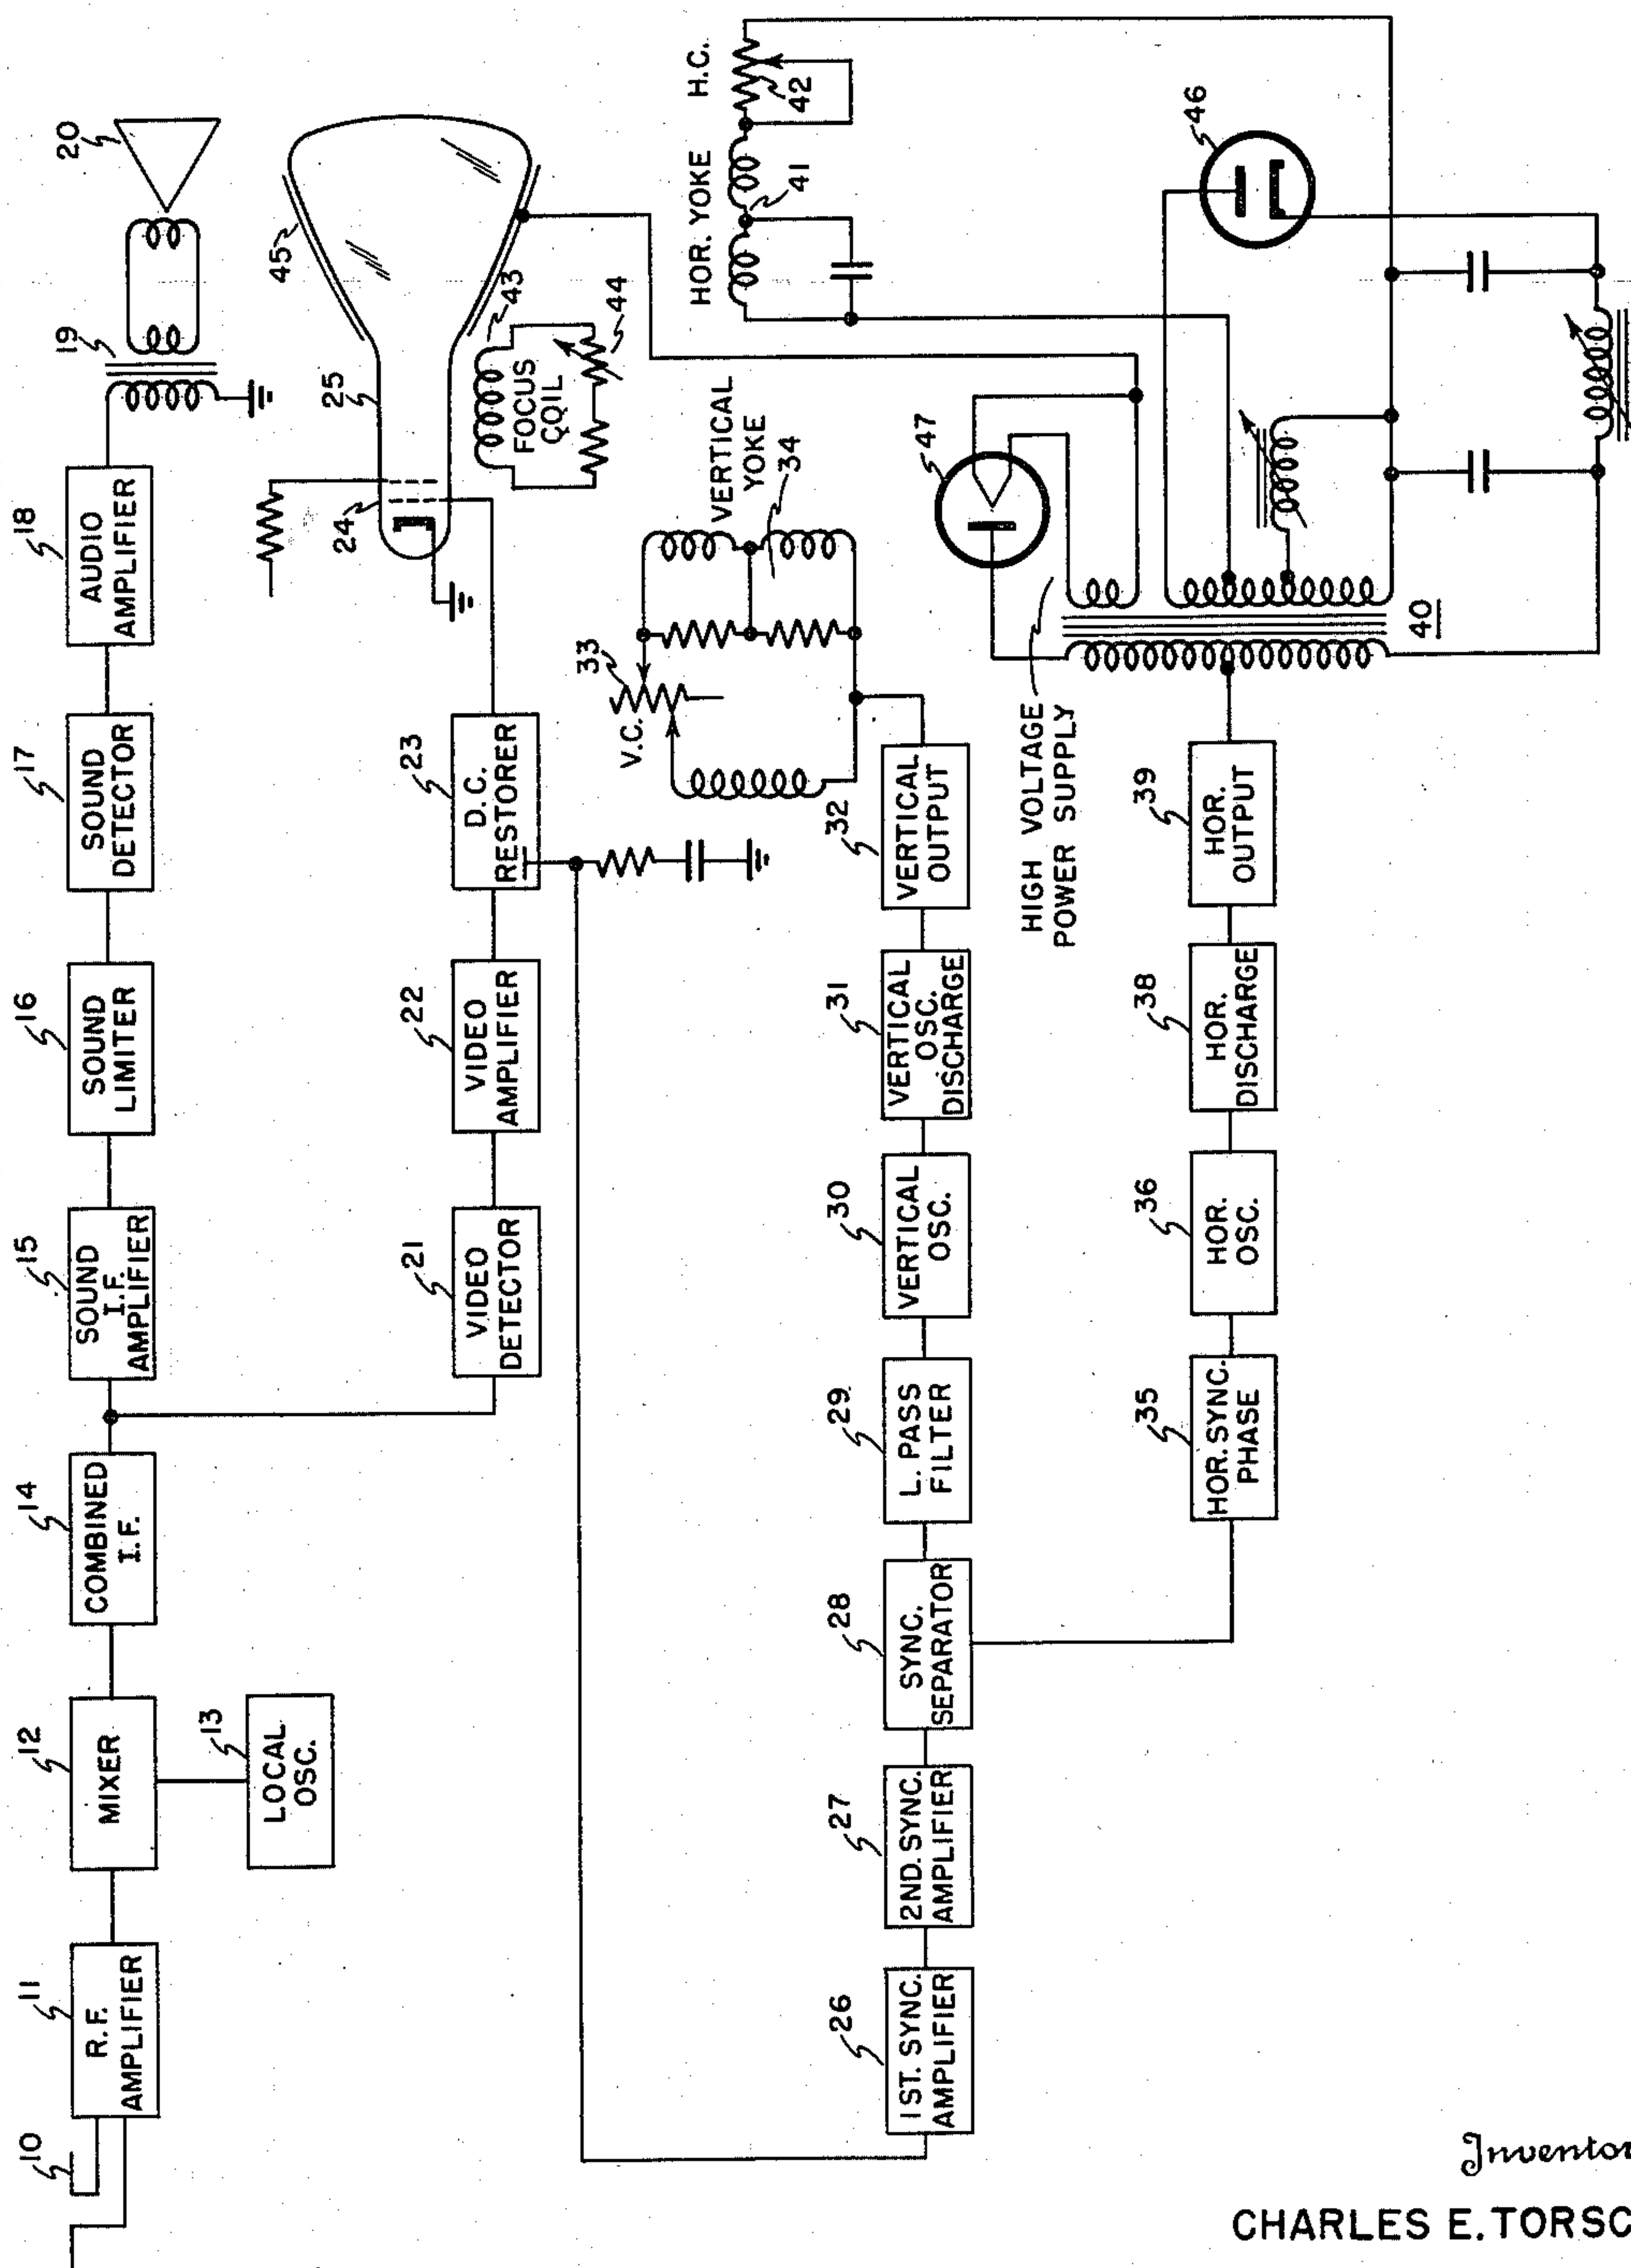 10
11
R.F.
AMPLIFIER
12
MIXER
13
LOCAL
OSC.
14
COMBINED
I.F.
15
SOUND
I.F.
AMPLIFIER
16
SOUND
LIMITER
17
SOUND
DETECTOR
18
AUDIO
AMPLIFIER
19
20
21
VIDEO
DETECTOR
22
VIDEO
AMPLIFIER
23
D.C.
RESTORER
24
25
45
43
FOCUS
COIL
44
V.C.
33
VERTICAL
YOKE
34
HOR. YOKE
41
H.C.
42
26
1ST. SYNC.
AMPLIFIER
27
2ND. SYNC.
AMPLIFIER
28
SYNC.
SEPARATOR
29
L. PASS
FILTER
30
VERTICAL
OSC.
31
VERTICAL
OSC.
DISCHARGE
32
VERTICAL
OUTPUT
HIGH VOLTAGE
POWER SUPPLY
47
46
35
HOR. SYNC.
PHASE
36
HOR.
OSC.
38
HOR.
DISCHARGE
39
HOR.
OUTPUT
40
Inventor
CHARLES E. TORSC